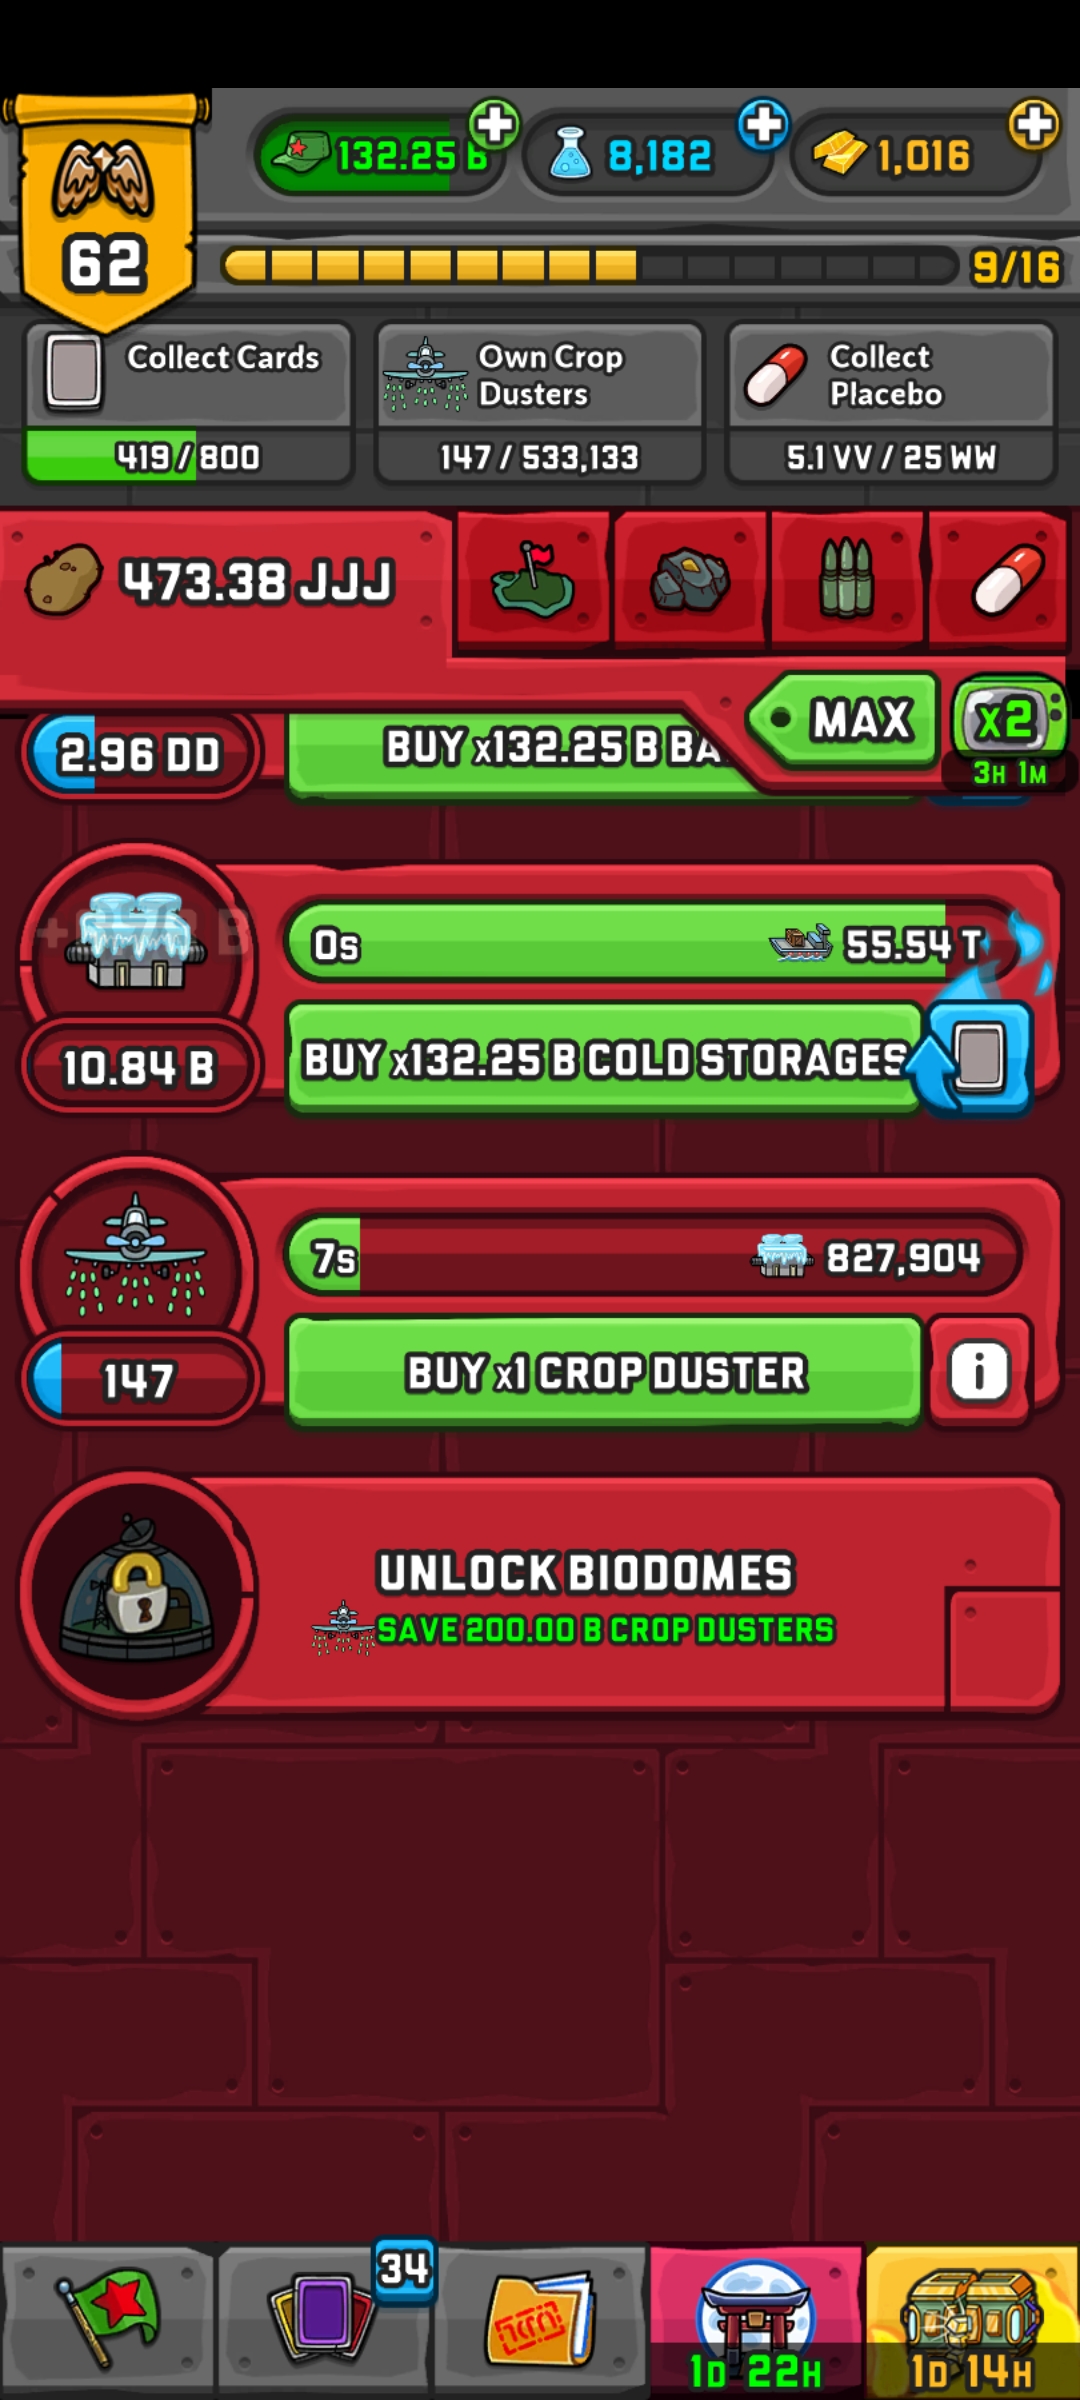 132.25 B
8,182
1,016
62
9/16
Collect Cards
419 / 800
Own Crop
Dusters
147 / 533,133
Collect
Placebo
5.1 VV / 25 WW
473.38 JJJ
MAX
x2
3H 1M
2.96 DD
BUY x132.25 B BA
0s
55.54 T
10.84 B
BUY x132.25 B COLD STORAGES
7s
827,904
147
BUY x1 CROP DUSTER
i
UNLOCK BIODOMES
SAVE 200.00 B CROP DUSTERS
34
1D 22H
1D 14H